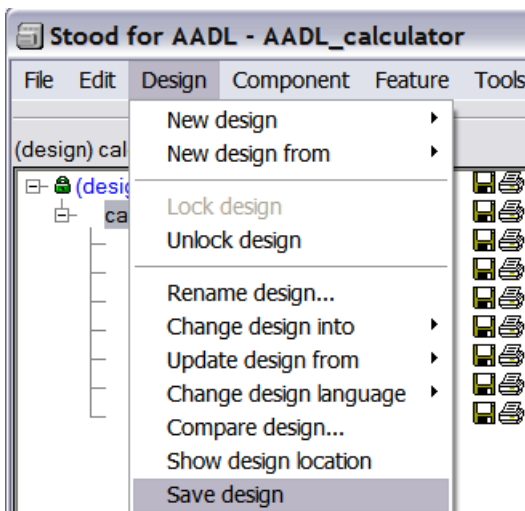 Stood for AADL - AADL_calculator
File Edit Design Component Feature Tools
(design) cal
New design
New design from
(desig
Lock design
ca
Unlock design
Rename design...
Change design into
Update design from
Change design language
Compare design...
Show design location
Save design